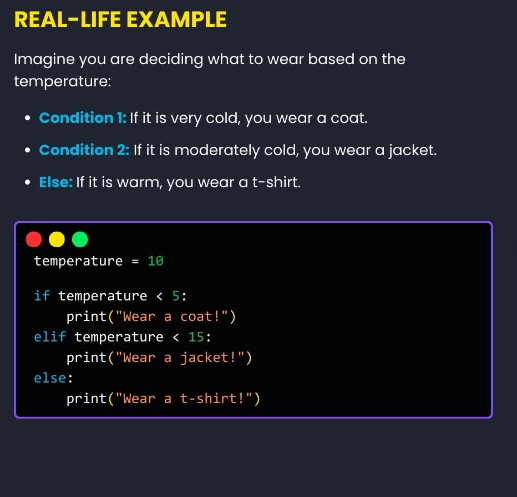 REAL-LIFE EXAMPLE
Imagine you are deciding what to wear based on the
temperature:
• Condition 1: If it is very cold, you wear a coat.
• Condition 2: If it is moderately cold, you wear a jacket.
• Else: If it is warm, you wear a t-shirt.
temperature = 10
if temperature < 5:
    print("Wear a coat!")
elif temperature < 15:
    print("Wear a jacket!")
else:
    print("Wear a t-shirt!")